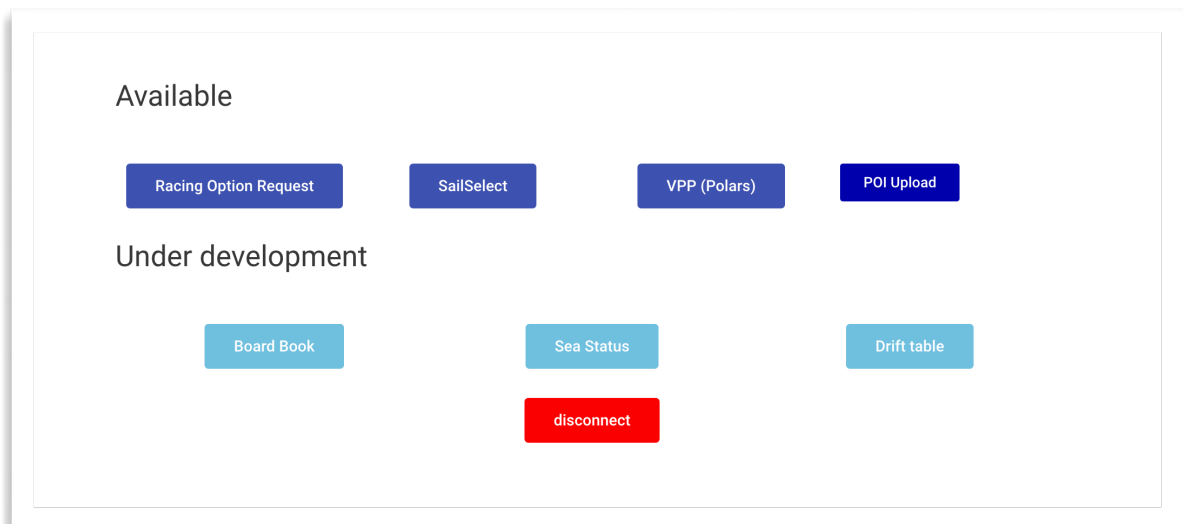 Available
Racing Option Request SailSelect VPP (Polars) POI Upload
Under development
Board Book Sea Status Drift table
disconnect